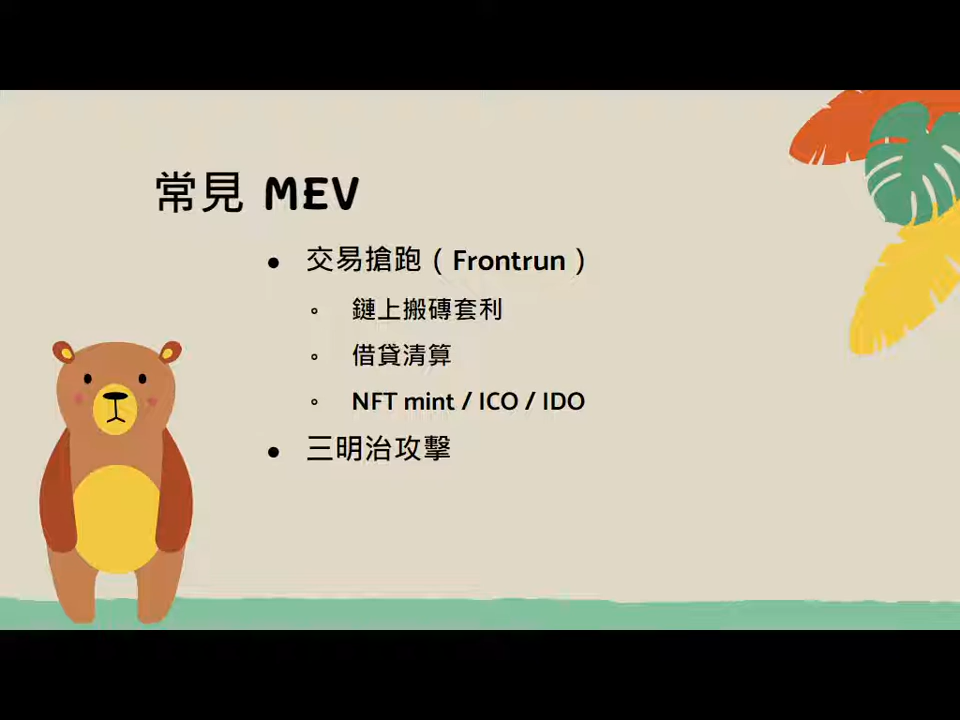 常見 MEV
● 交易搶跑（Frontrun）
○ 鏈上搬磚套利
○ 借貸清算
○ NFT mint / ICO / IDO
● 三明治攻擊